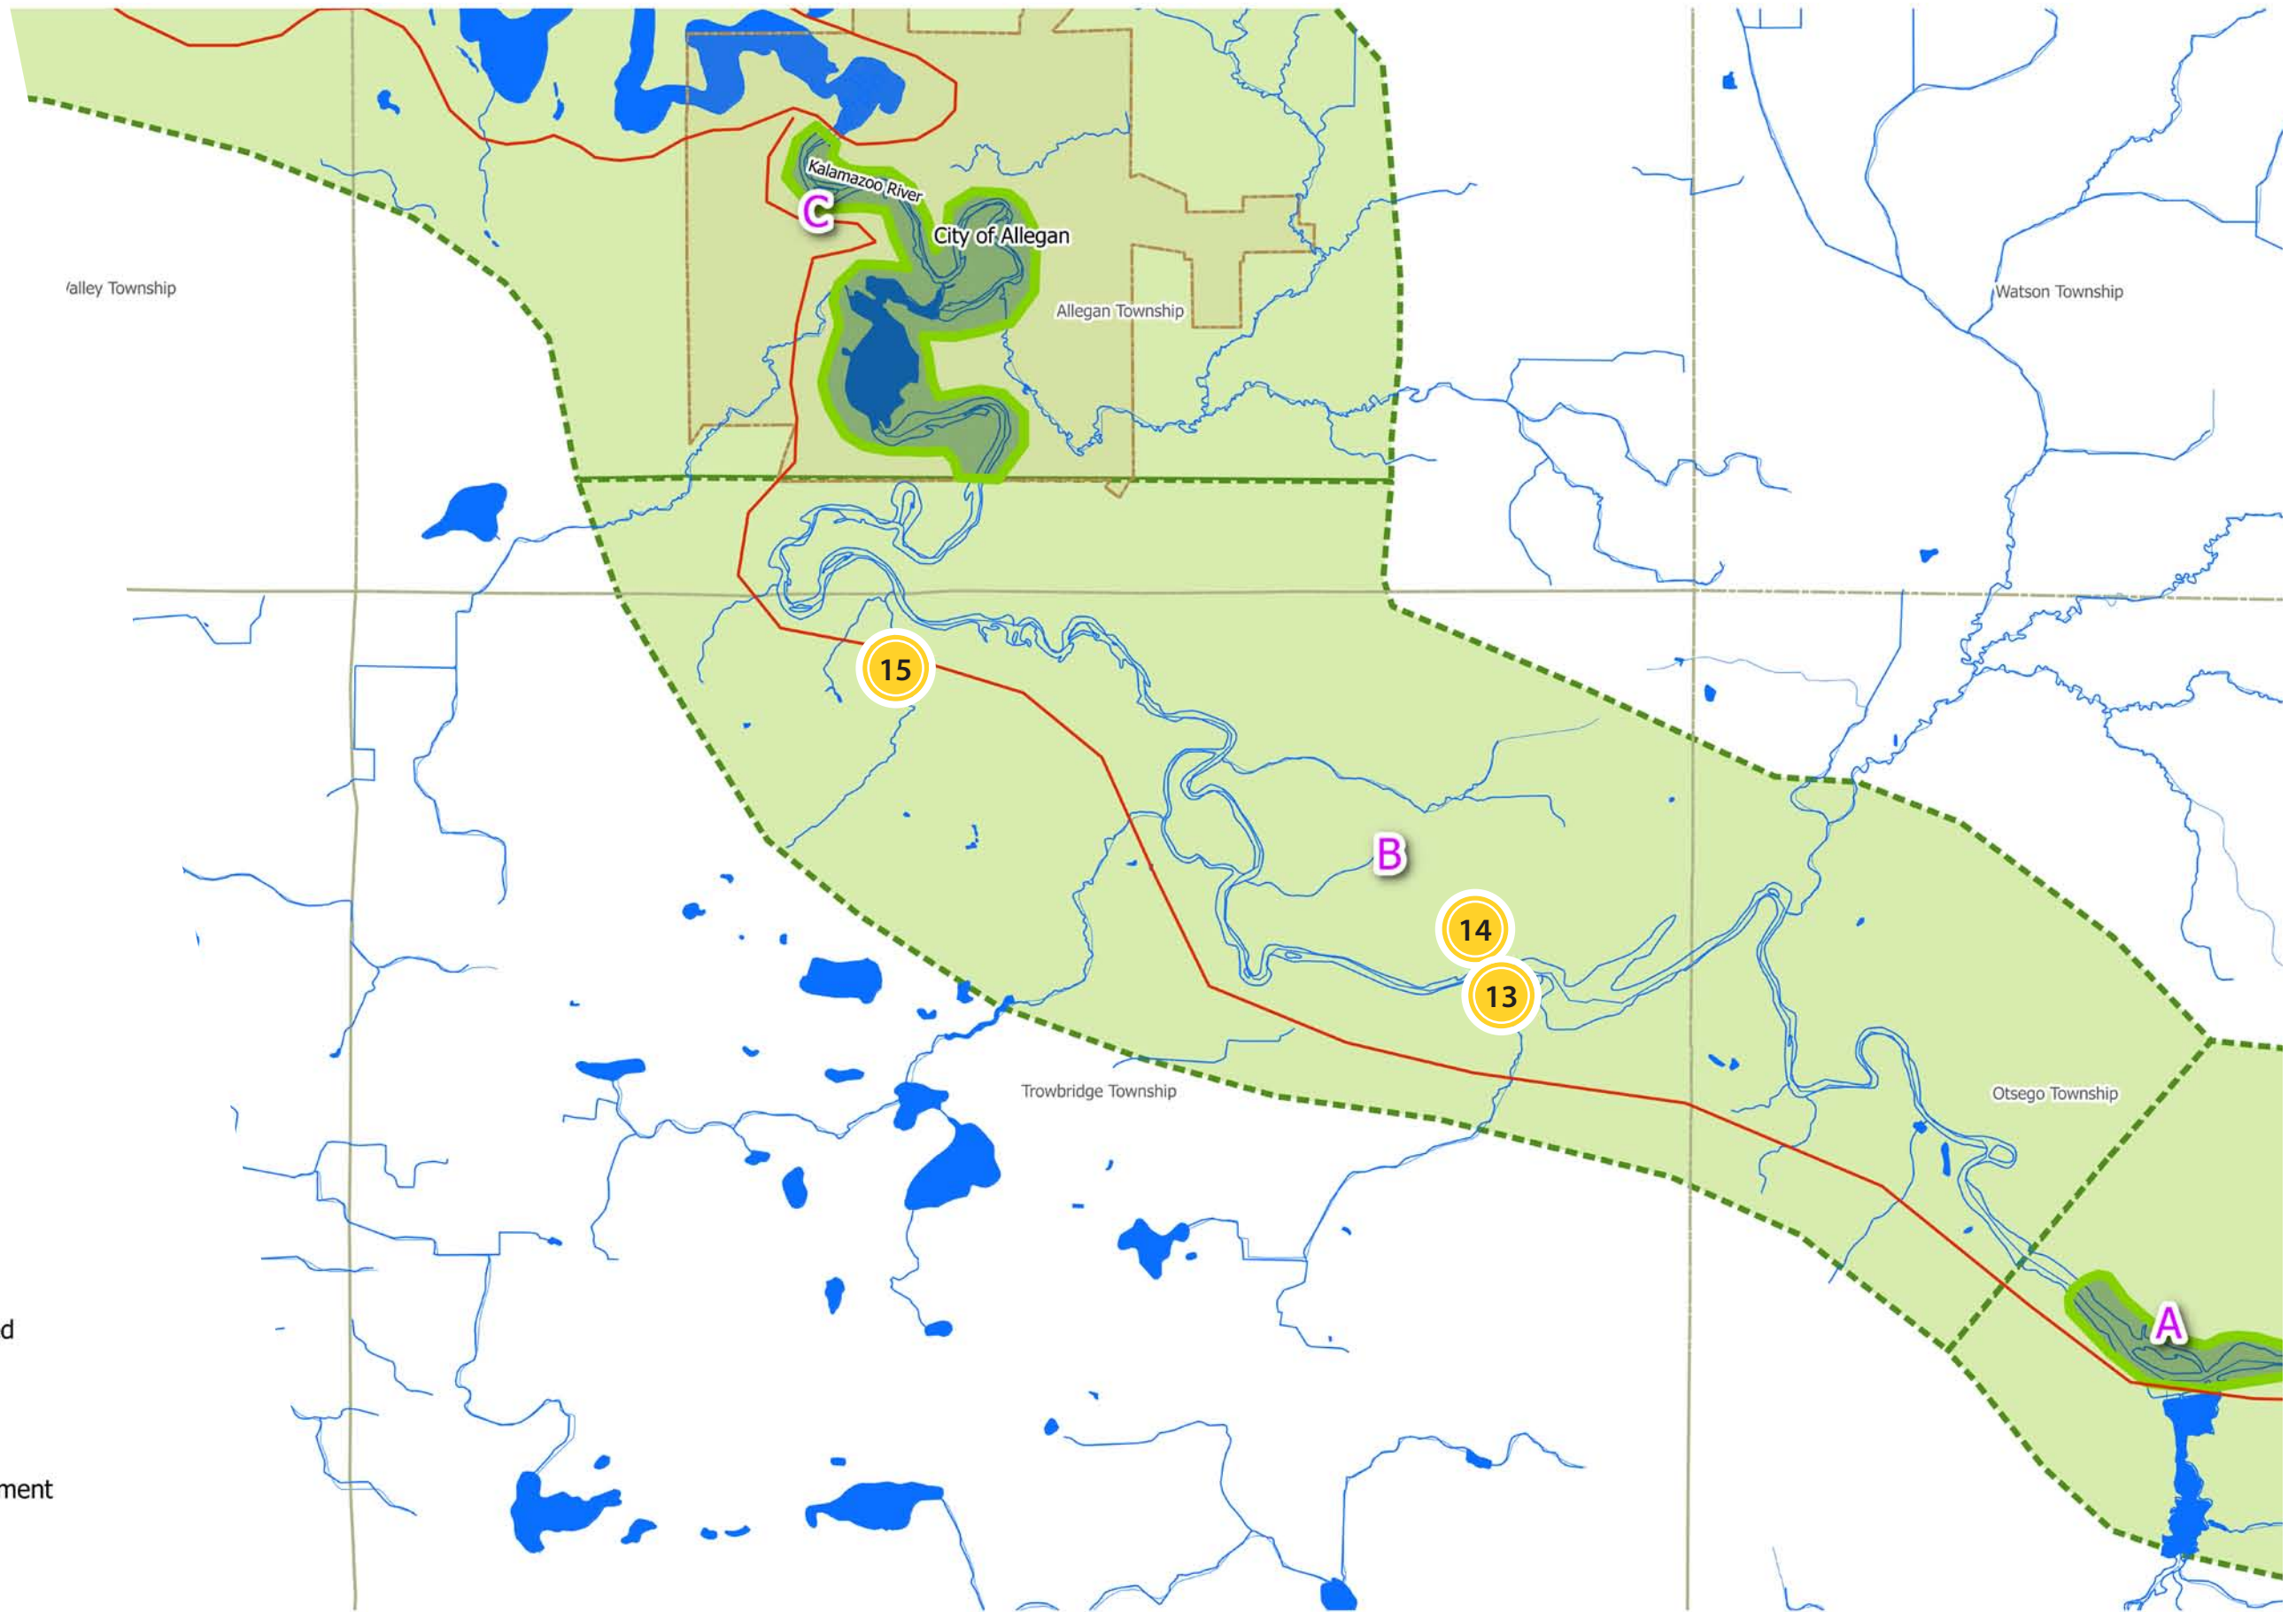 Kalamazoo River
C
City of Allegan
/alley Township
Watson Township
Allegan Township
15
B
14
13
Trowbridge Township
Otsego Township
A
d
ment